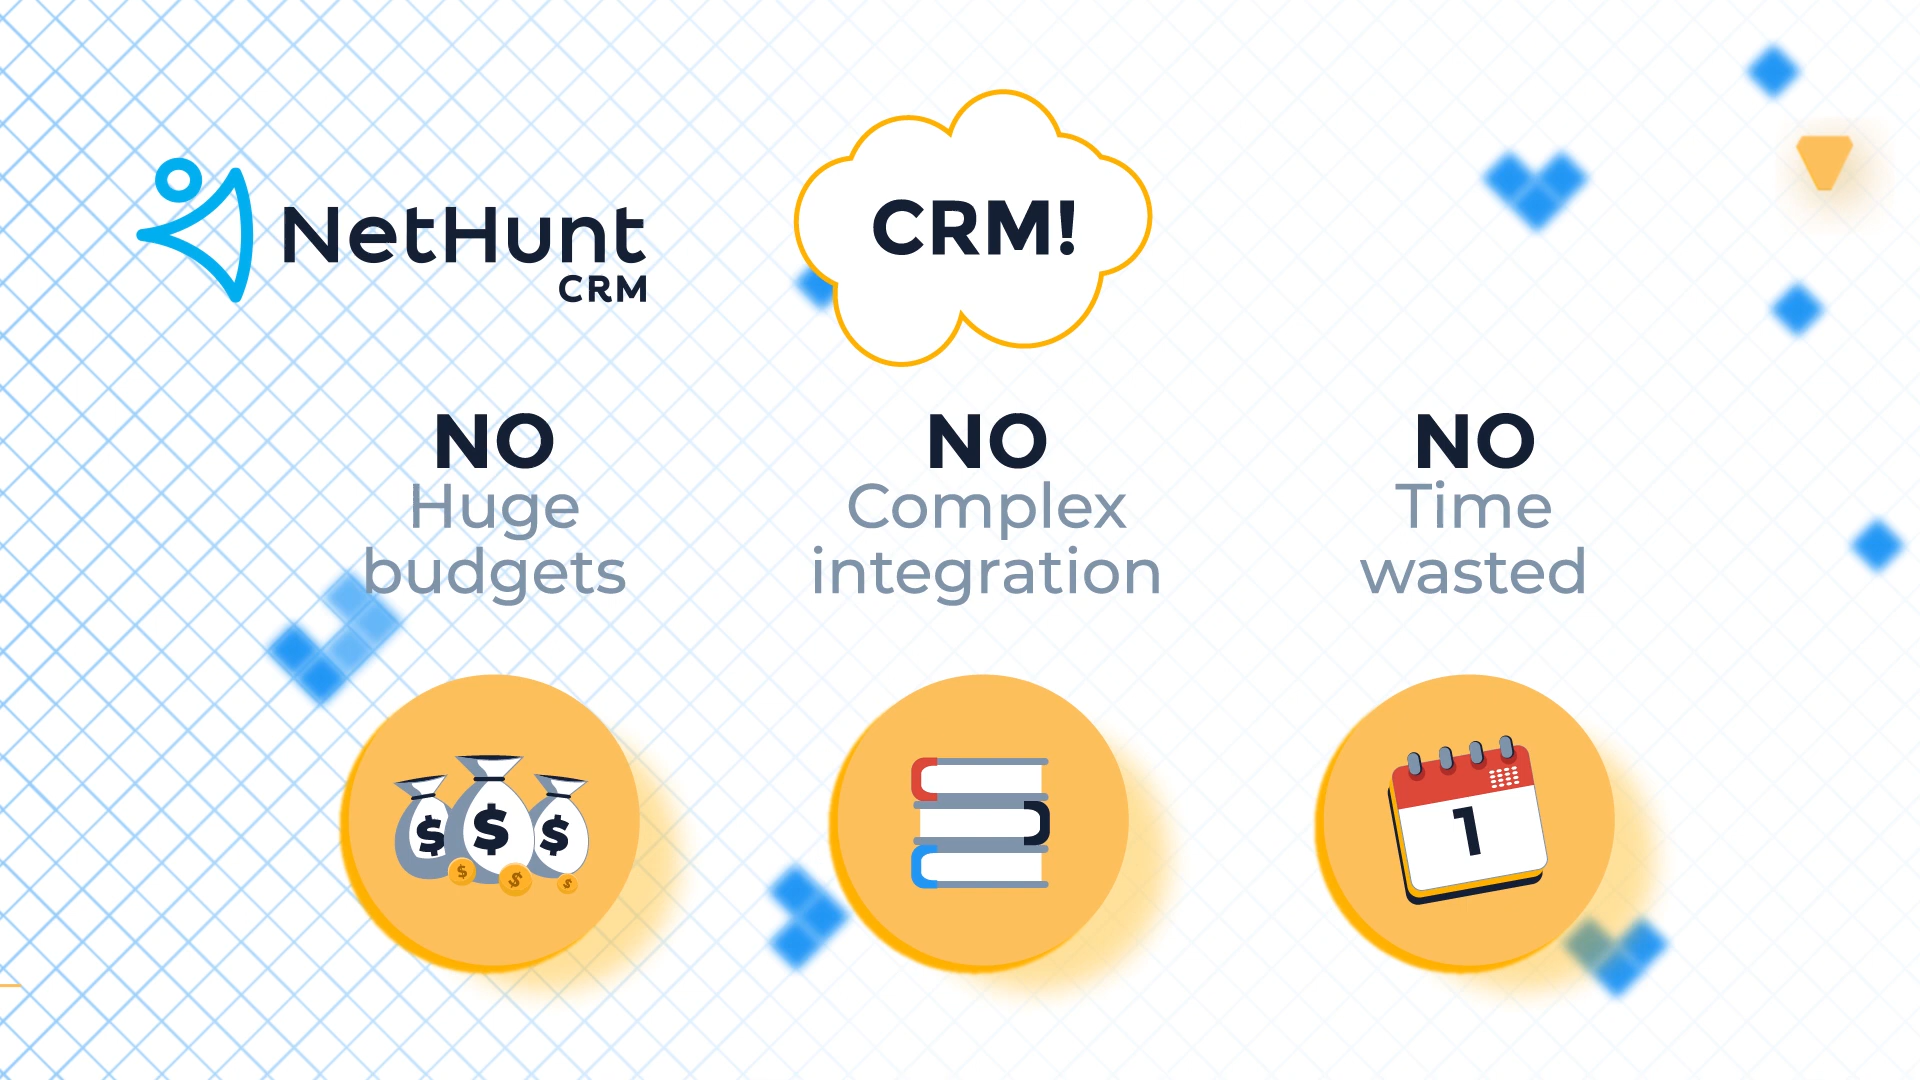 NetHunt
CRM
CRM!
NO
Huge
budgets
NO
Complex
integration
NO
Time
wasted
$ $ $
$ $ $
1